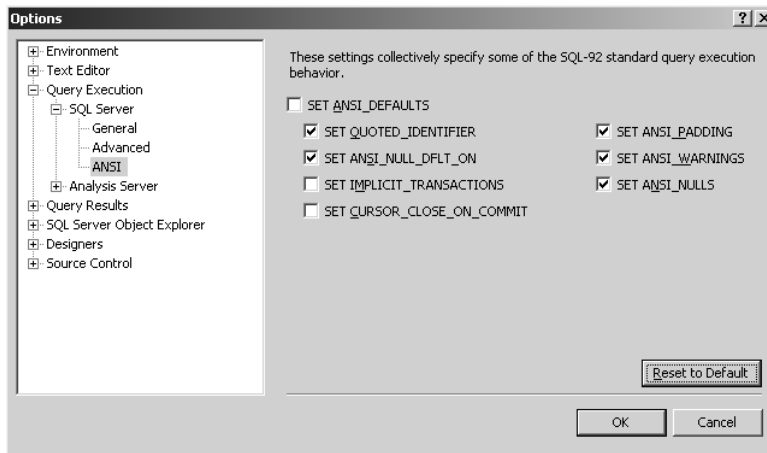 Options
Environment
Text Editor
Query Execution
SQL Server
General
Advanced
ANSI
Analysis Server
Query Results
SQL Server Object Explorer
Designers
Source Control
These settings collectively specify some of the SQL-92 standard query execution
behavior.
SET ANSI_DEFAULTS
SET QUOTED_IDENTIFIER
SET ANSI_PADDING
SET ANSI_NULL_DFLT_ON
SET ANSI_WARNINGS
SET IMPLICIT_TRANSACTIONS
SET ANSI_NULLS
SET CURSOR_CLOSE_ON_COMMIT
Reset to Default
OK
Cancel